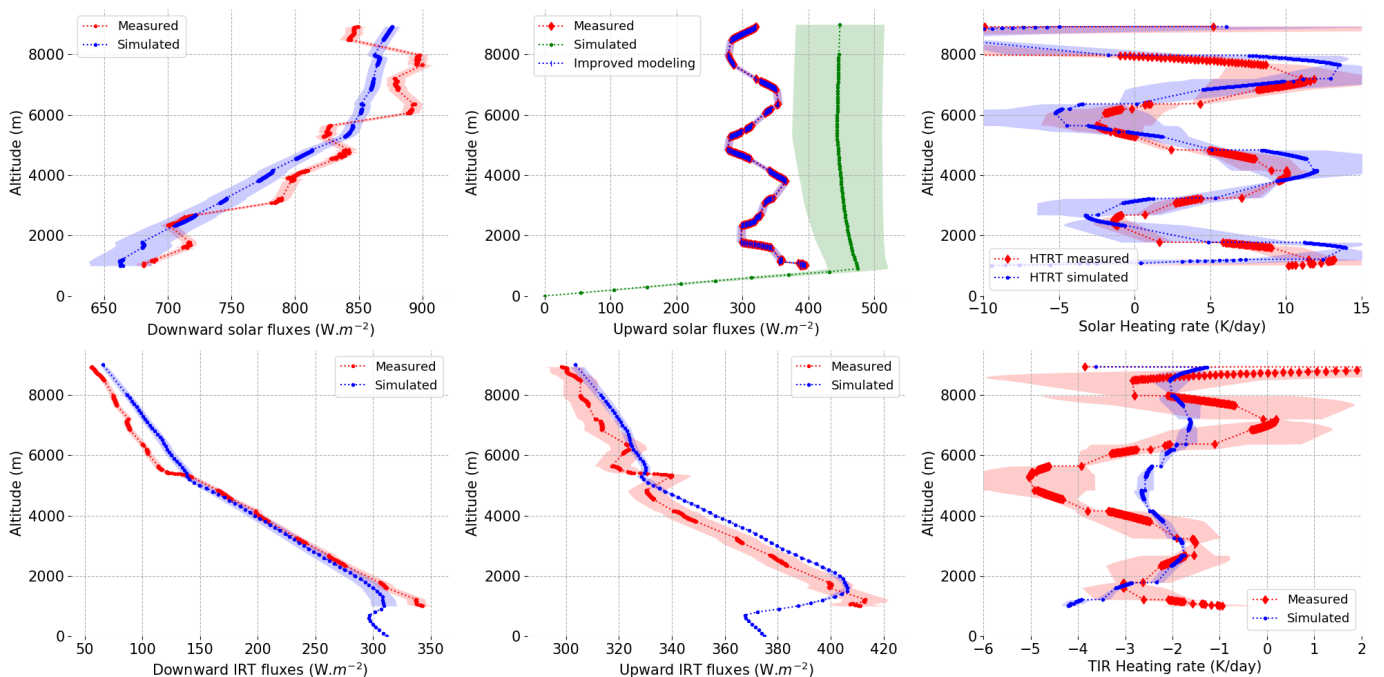 Altitude (m)
8000
6000
4000
2000
0
650 700 750 800 850 900
Downward solar fluxes (W.m⁻²)
Measured
Simulated
Altitude (m)
8000
6000
4000
2000
0
0 100 200 300 400 500
Upward solar fluxes (W.m⁻²)
Measured
Simulated
Improved modeling
Altitude (m)
8000
6000
4000
2000
0
−10 −5 0 5 10 15
Solar Heating rate (K/day)
HTRT measured
HTRT simulated
Altitude (m)
8000
6000
4000
2000
0
50 100 150 200 250 300 350
Downward IRT fluxes (W.m⁻²)
Measured
Simulated
Altitude (m)
8000
6000
4000
2000
0
300 320 340 360 380 400 420
Upward IRT fluxes (W.m⁻²)
Measured
Simulated
Altitude (m)
8000
6000
4000
2000
0
−6 −5 −4 −3 −2 −1 0 1 2
TIR Heating rate (K/day)
Measured
Simulated